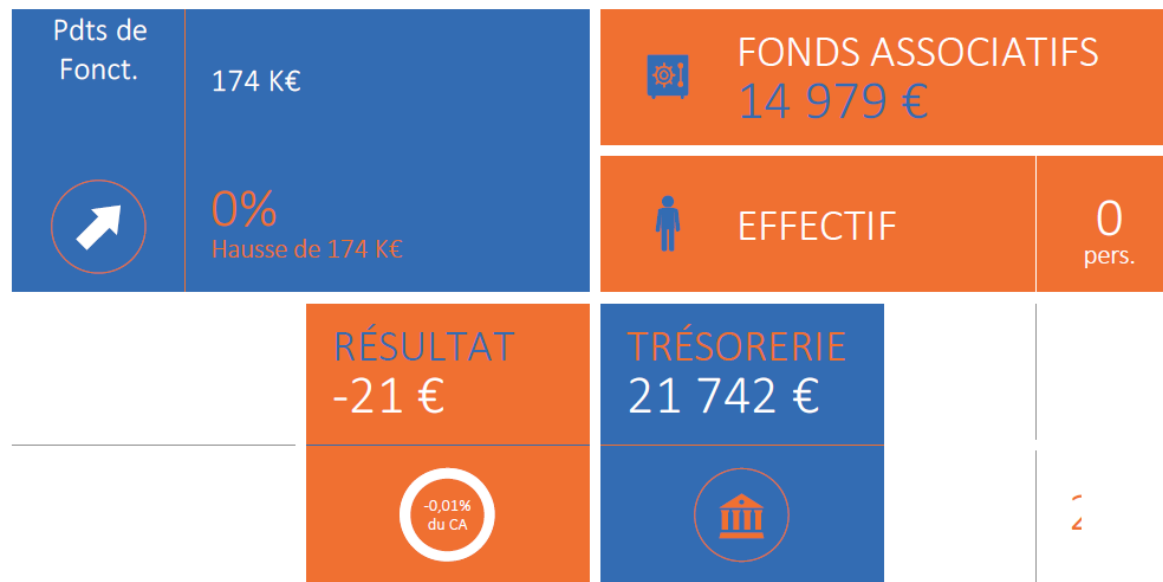 Pdts de
Fonct.
174 K€
0%
Hausse de 174 K€
FONDS ASSOCIATIFS
14 979 €
EFFECTIF
0
pers.
RÉSULTAT
-21 €
-0,01%
du CA
TRÉSORERIE
21 742 €